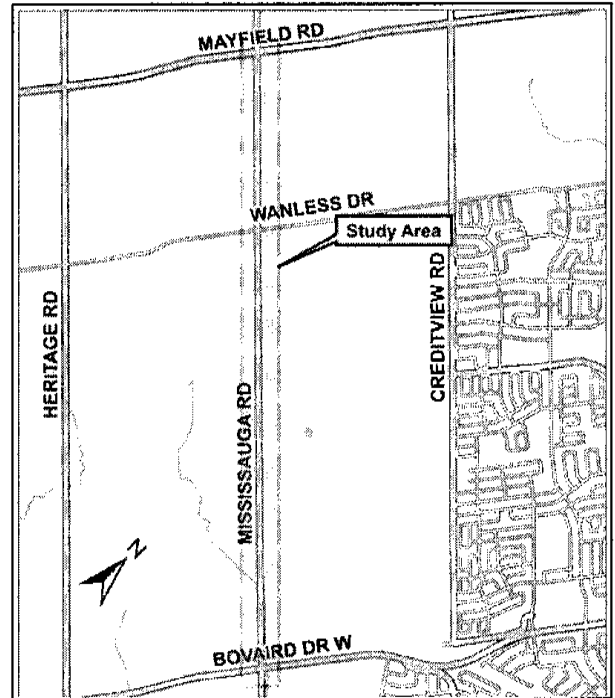 MAYFIELD RD
WANLESS DR
Study Area
HERITAGE RD
MISSISSAUGA RD
CREDITVIEW RD
N
BOVAIRD DR W